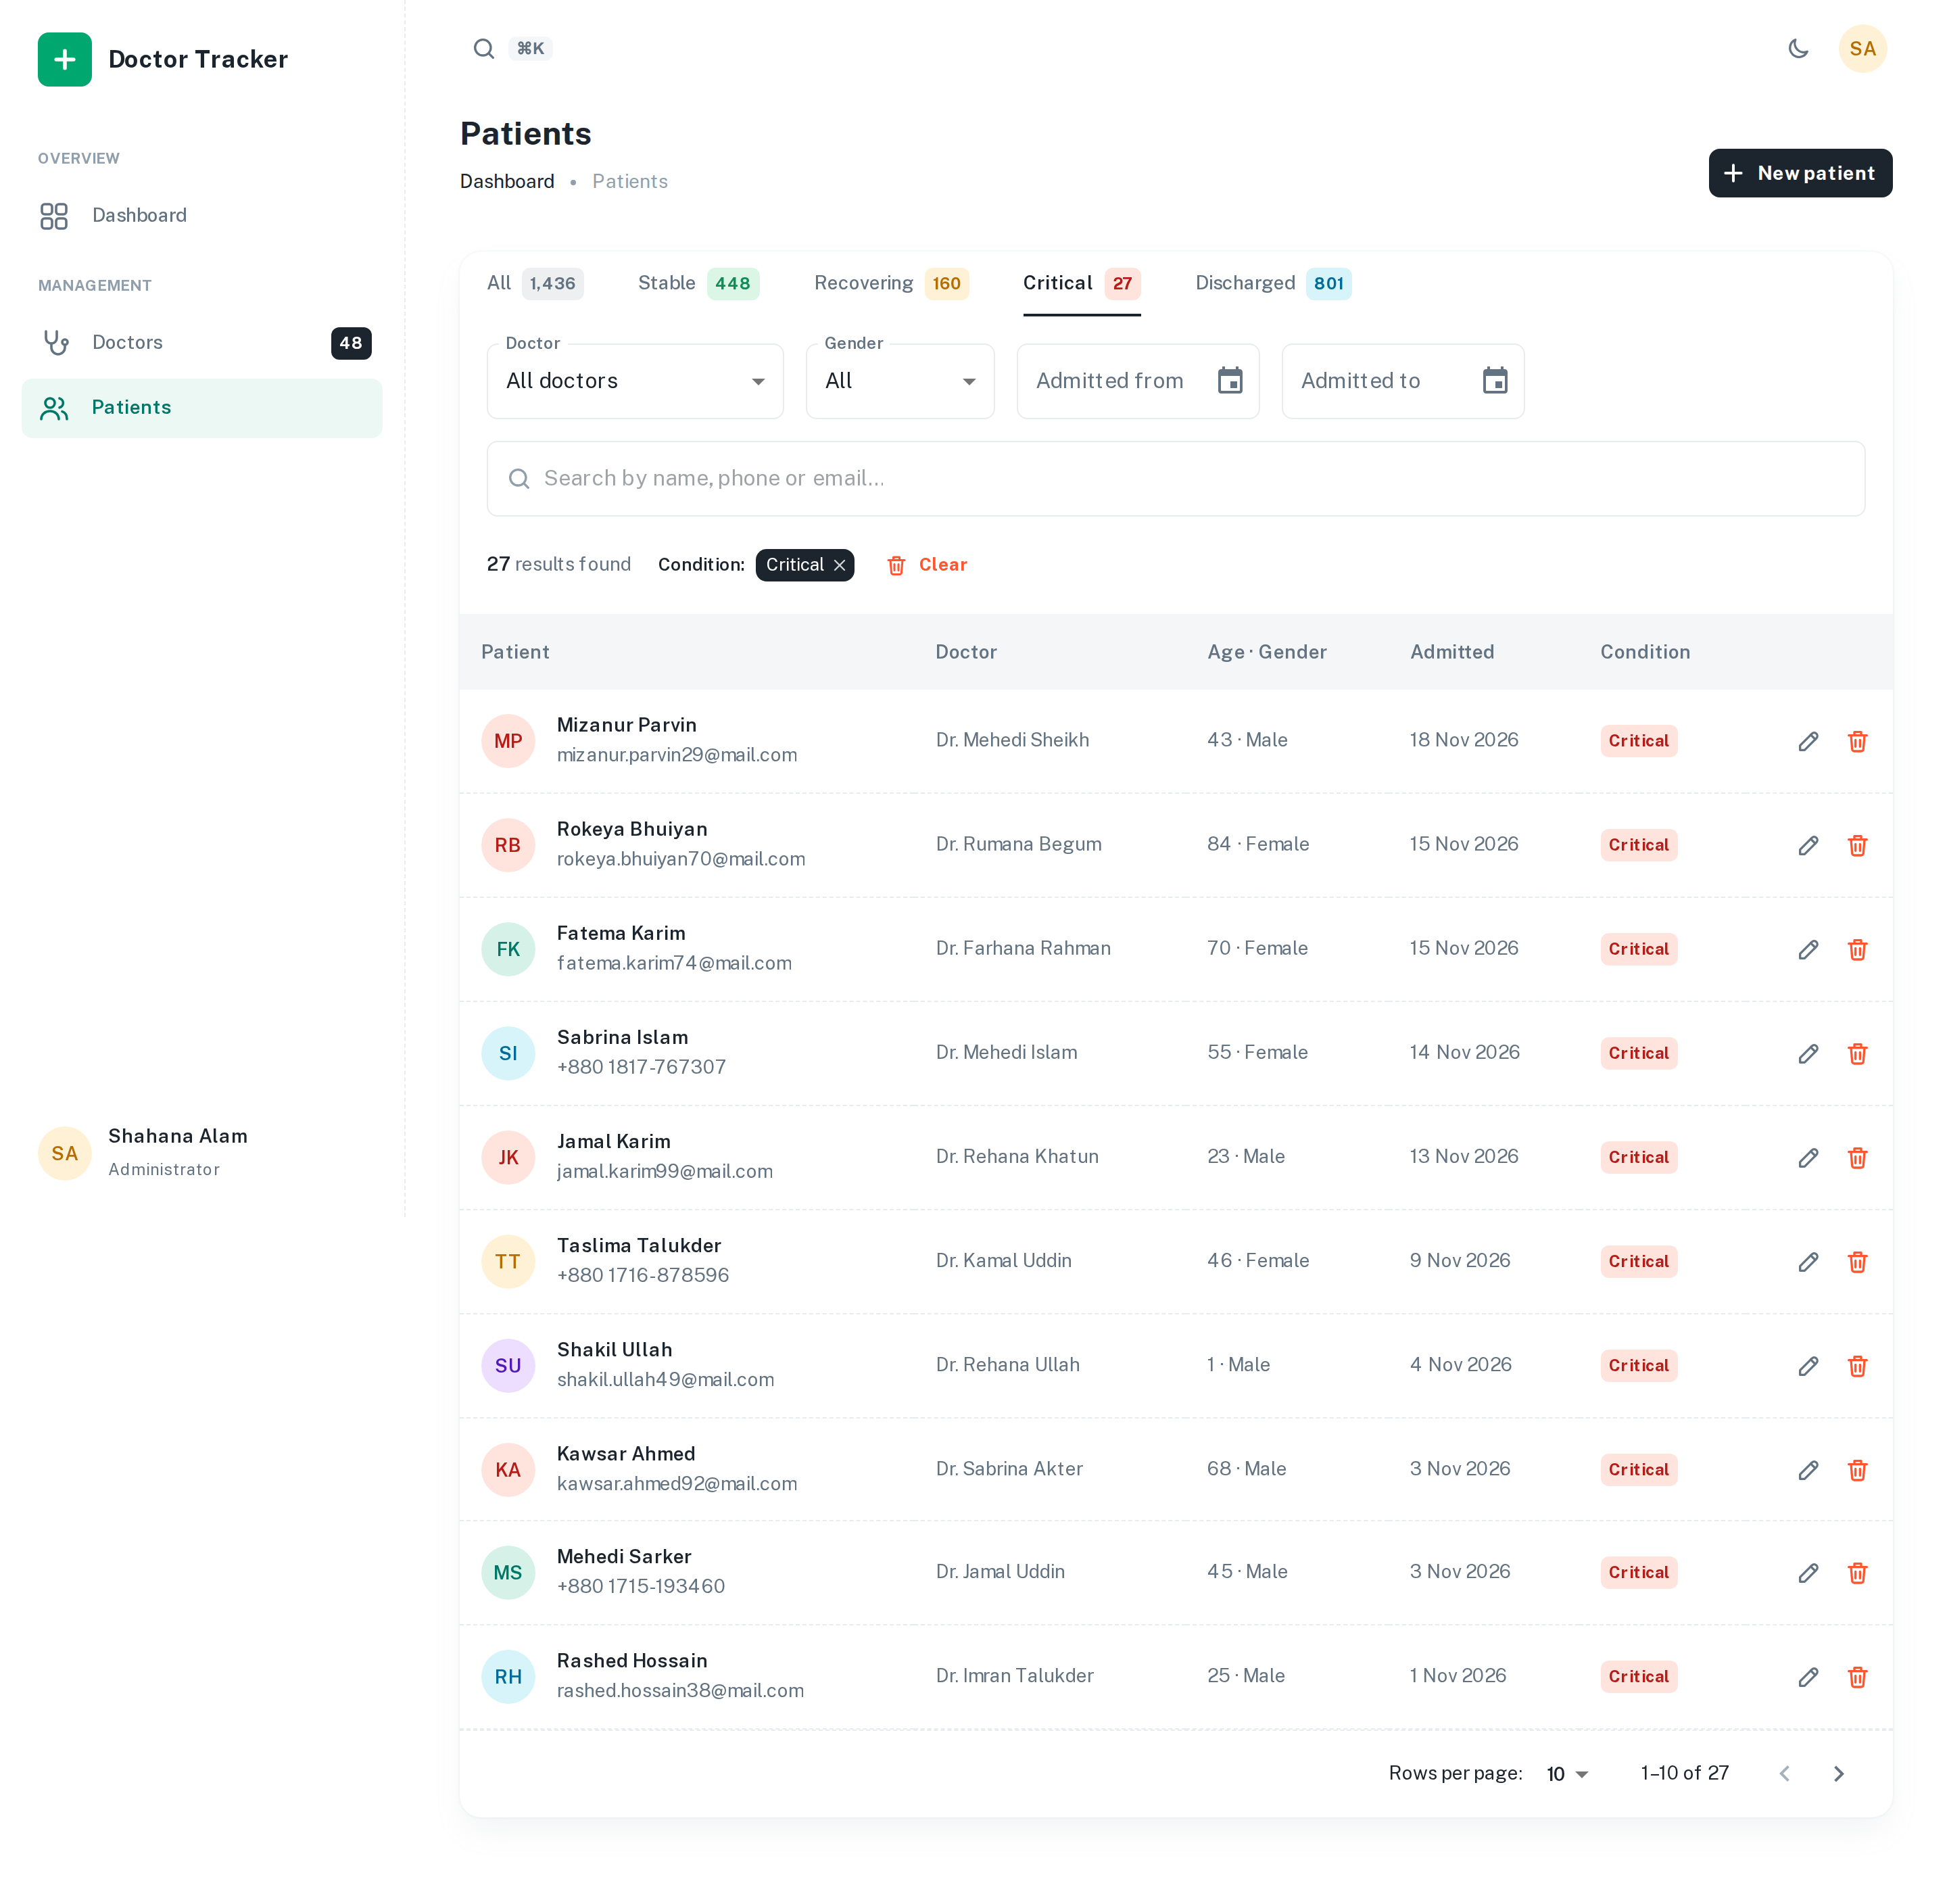 Doctor Tracker
⌘K
SA
OVERVIEW
Dashboard
MANAGEMENT
Doctors 48
Patients
Shahana Alam
SA
Administrator
Patients
Dashboard • Patients
New patient
All 1,436 Stable 448 Recovering 160 Critical 27 Discharged 801
Doctor Gender
All doctors All Admitted from Admitted to
Search by name, phone or email...
27 results found Condition: Critical Clear
Patient Doctor Age · Gender Admitted Condition
Mizanur Parvin
MP Dr. Mehedi Sheikh 43 · Male 18 Nov 2026 Critical
mizanur.parvin29@mail.com
Rokeya Bhuiyan
RB Dr. Rumana Begum 84 · Female 15 Nov 2026 Critical
rokeya.bhuiyan70@mail.com
Fatema Karim
FK Dr. Farhana Rahman 70 · Female 15 Nov 2026 Critical
fatema.karim74@mail.com
Sabrina Islam
SI Dr. Mehedi Islam 55 · Female 14 Nov 2026 Critical
+880 1817-767307
Jamal Karim
JK Dr. Rehana Khatun 23 · Male 13 Nov 2026 Critical
jamal.karim99@mail.com
Taslima Talukder
TT Dr. Kamal Uddin 46 · Female 9 Nov 2026 Critical
+880 1716-878596
Shakil Ullah
SU Dr. Rehana Ullah 1 · Male 4 Nov 2026 Critical
shakil.ullah49@mail.com
Kawsar Ahmed
KA Dr. Sabrina Akter 68 · Male 3 Nov 2026 Critical
kawsar.ahmed92@mail.com
Mehedi Sarker
MS Dr. Jamal Uddin 45 · Male 3 Nov 2026 Critical
+880 1715-193460
Rashed Hossain
RH Dr. Imran Talukder 25 · Male 1 Nov 2026 Critical
rashed.hossain38@mail.com
Rows per page: 10 1–10 of 27